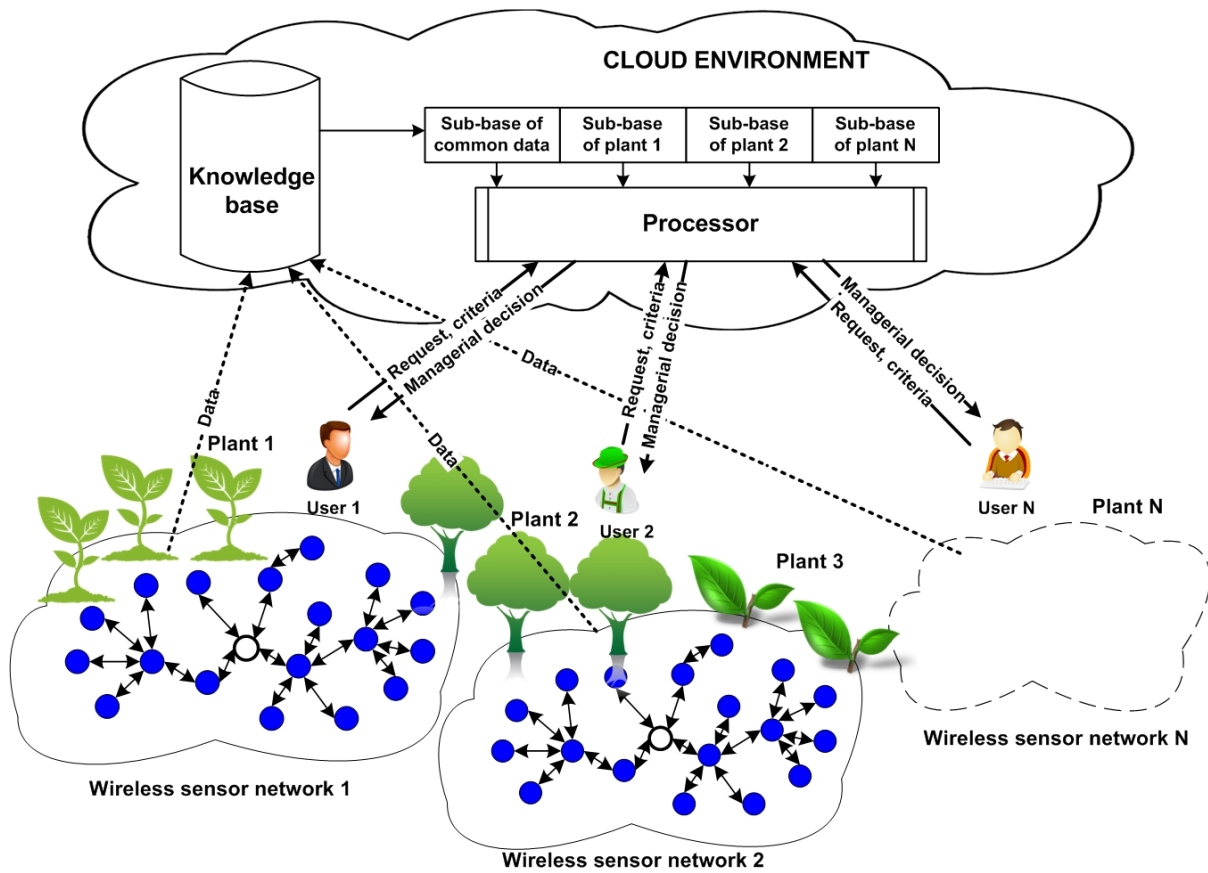 CLOUD ENVIRONMENT
Sub-base of
common data
Sub-base
of plant 1
Sub-base
of plant 2
Sub-base
of plant N
Knowledge
base
Processor
Request, criteria
Managerial decision
Request, criteria
Managerial decision
Managerial decision
Request, criteria
Data
Data
Data
Plant 1
User 1
Plant 2
User 2
Plant 3
User N
Plant N
Wireless sensor network 1
Wireless sensor network 2
Wireless sensor network N